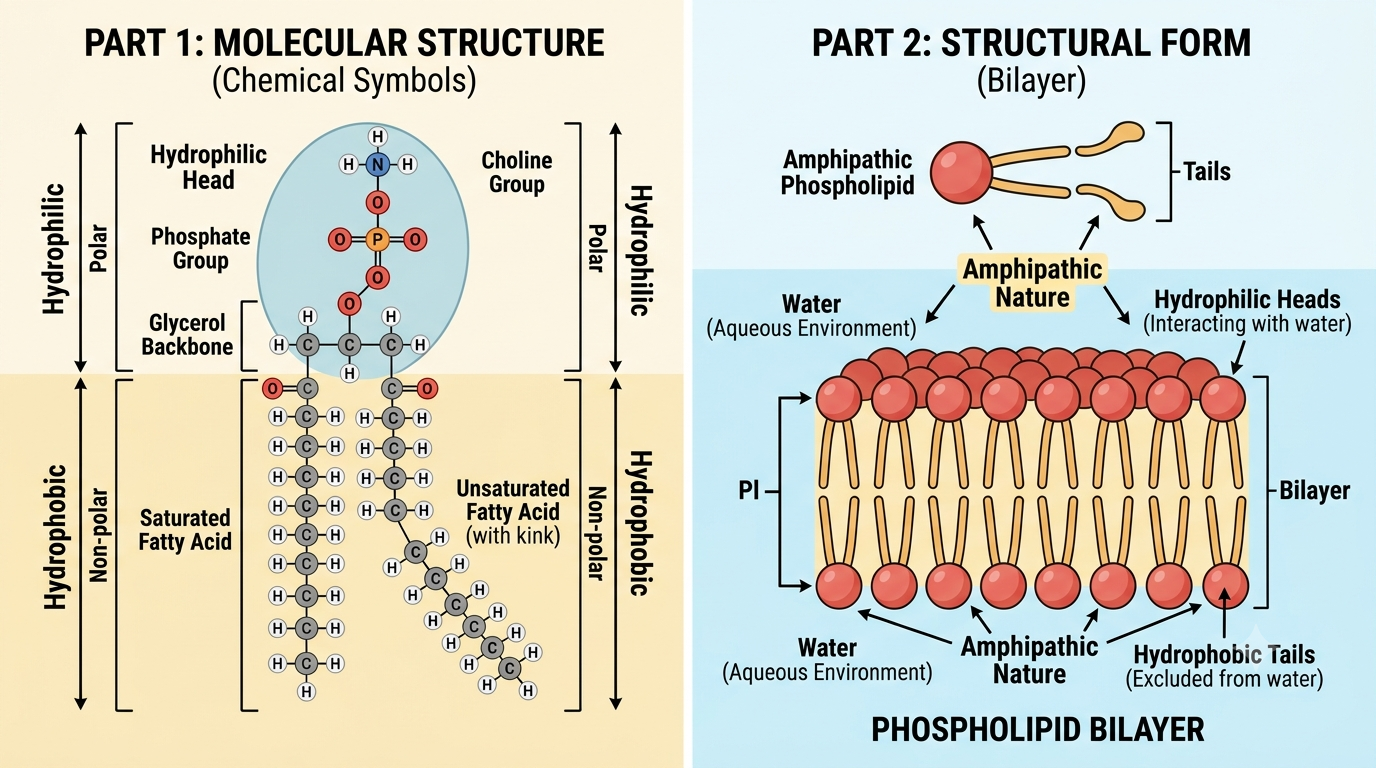 PART 1: MOLECULAR STRUCTURE
(Chemical Symbols)
Hydrophilic
Polar
Hydrophilic
Head
Phosphate
Group
Glycerol
Backbone
Choline
Group
Polar
Hydrophilic
H
H N H
O
O P O
O
O
H H
H C C C H
H
O C C O
H C H H C H
H C H H C H
H C H H C H
H C H H C H
H C H C H
H
H C H C H
H
H C H C H
H
H C H C H
H
H C H C H
H
C H
H H
H
Hydrophobic
Non-polar
Saturated
Fatty Acid
Unsaturated
Fatty Acid
(with kink)
Non-polar
Hydrophobic
PART 2: STRUCTURAL FORM
(Bilayer)
Amphipathic
Phospholipid
Tails
Amphipathic
Nature
Water
(Aqueous Environment)
Hydrophilic Heads
(Interacting with water)
Pl
Bilayer
Water
(Aqueous Environment)
Amphipathic
Nature
Hydrophobic Tails
(Excluded from water)
PHOSPHOLIPID BILAYER